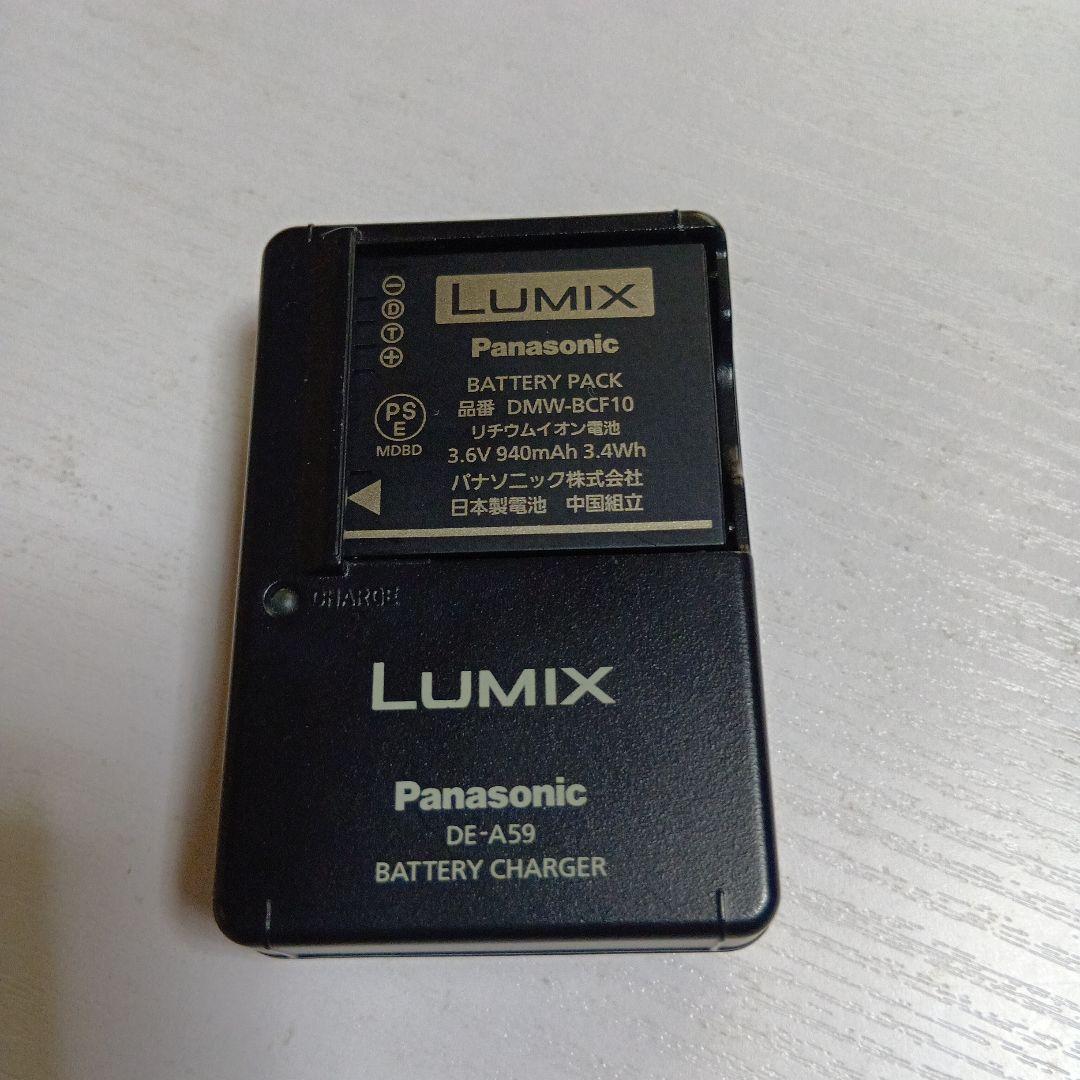 LUMIX
Panasonic
BATTERY PACK
品番 DMW-BCF10
リチウムイオン電池
3.6V 940mAh 3.4Wh
パナソニック株式会社
日本製電池 中国組立
− D T +
PS
E
MDBD
CHARGE
LUMIX
Panasonic
DE-A59
BATTERY CHARGER